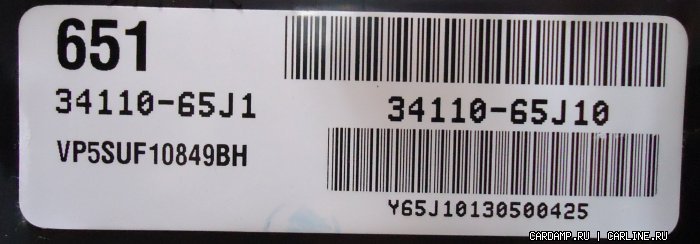 651
34110-65J1
34110-65J10
VP5SUF10849BH
Y65J10130500425
CARDAMP.RU | CARLINE.RU